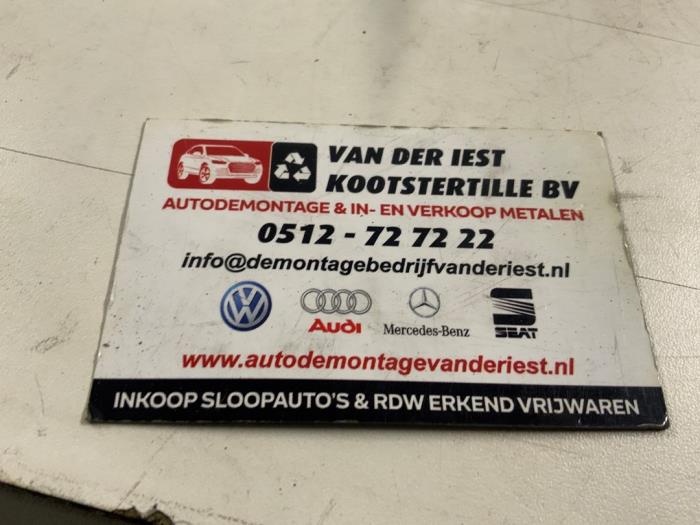 VAN DER IEST
KOOTSTERTILLE BV
AUTODEMONTAGE & IN- EN VERKOOP METALEN
0512 - 72 72 22
info@demontagebedrijfvanderiest.nl
Audi Mercedes-Benz SEAT
www.autodemontagevanderiest.nl
INKOOP SLOOPAUTO'S & RDW ERKEND VRIJWAREN